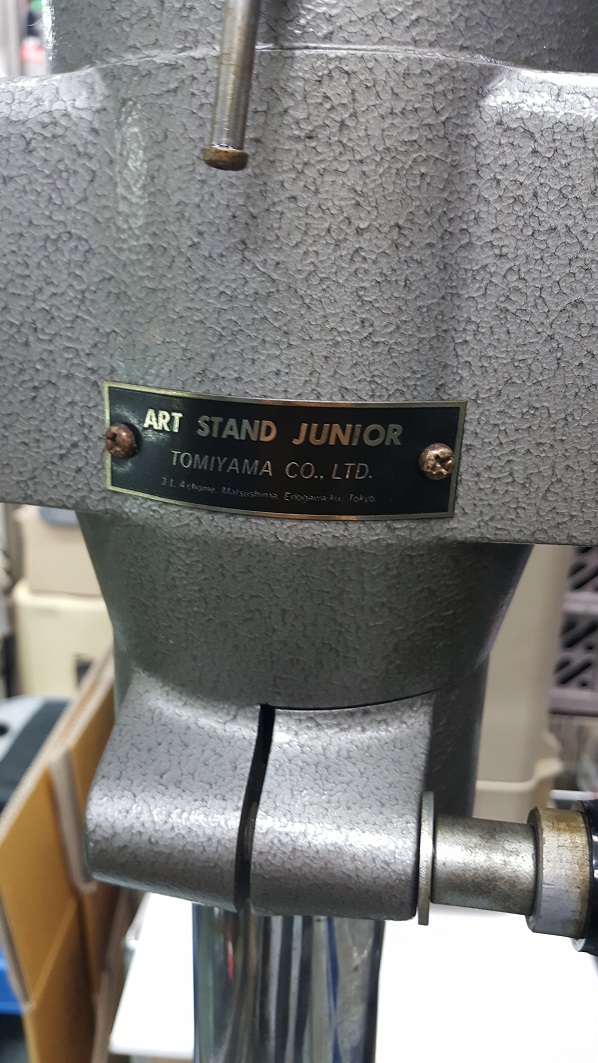 ART STAND JUNIOR
TOMIYAMA CO., LTD.
4 chome, Matsushima, Edogawa-ku, Tokyo